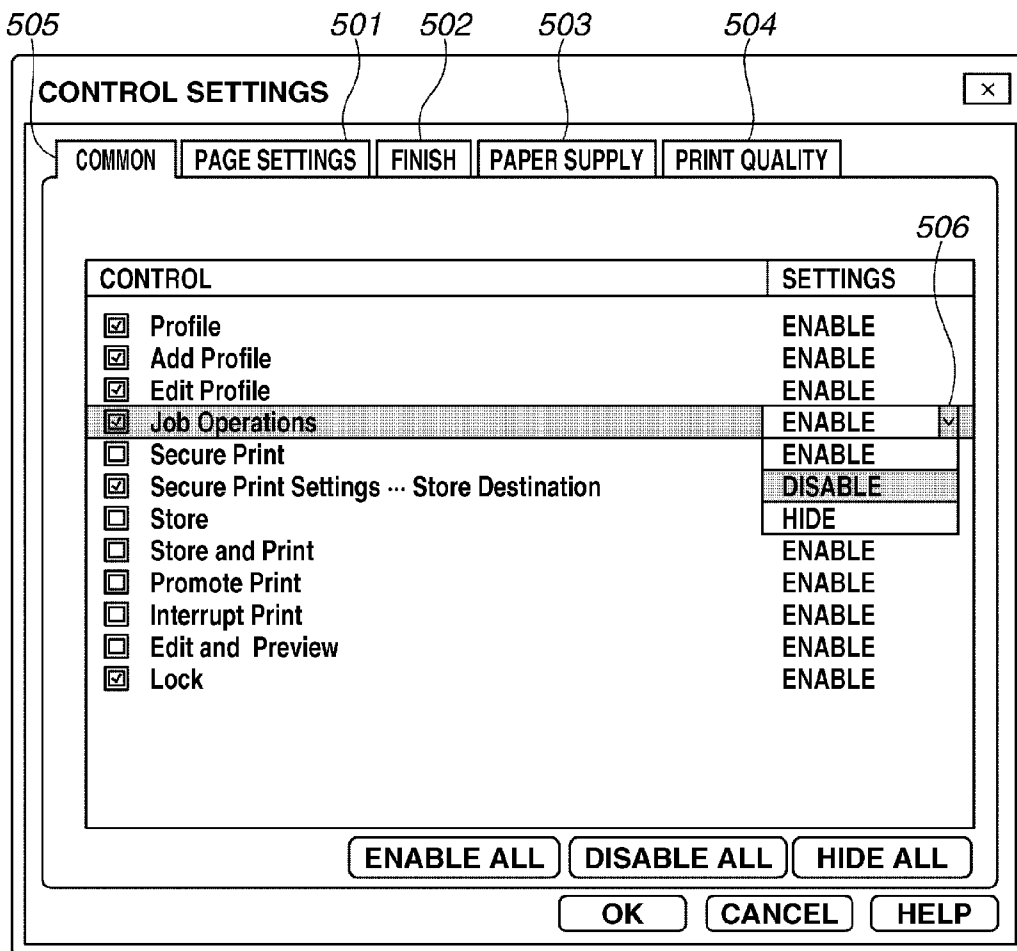 505 501 502 503 504
CONTROL SETTINGS ×
COMMON PAGE SETTINGS FINISH PAPER SUPPLY PRINT QUALITY
506
CONTROL SETTINGS
Profile ENABLE
Add Profile ENABLE
Edit Profile ENABLE
Job Operations ENABLE
Secure Print ENABLE
Secure Print Settings ··· Store Destination DISABLE
Store HIDE
Store and Print ENABLE
Promote Print ENABLE
Interrupt Print ENABLE
Edit and Preview ENABLE
Lock ENABLE
ENABLE ALL DISABLE ALL HIDE ALL
OK CANCEL HELP